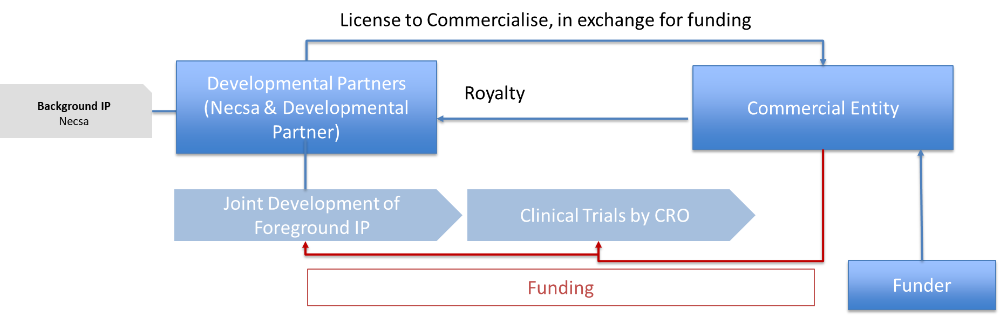 License to Commercialise, in exchange for funding
Background IP
Necsa
Developmental Partners
(Necsa & Developmental
Partner)
Royalty
Commercial Entity
Joint Development of
Foreground IP
Clinical Trials by CRO
Funding
Funder